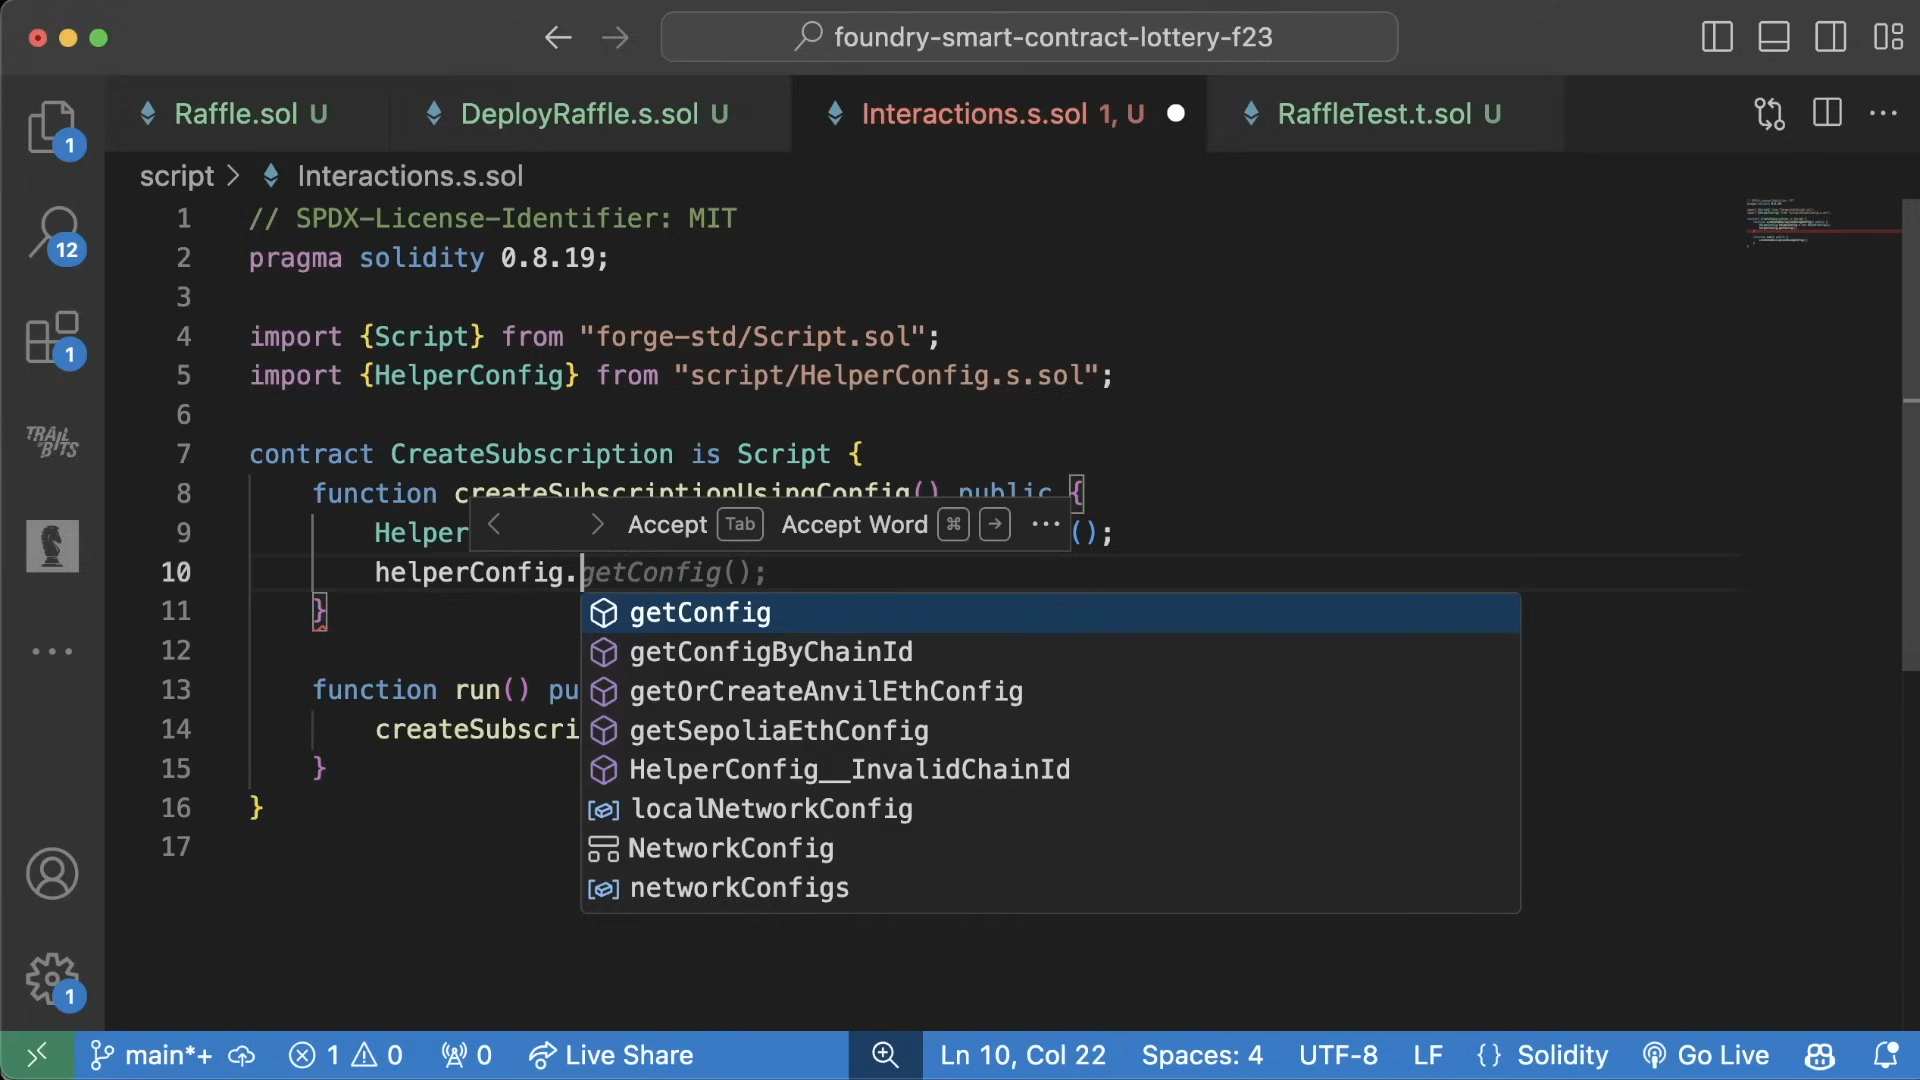 foundry-smart-contract-lottery-f23
Raffle.sol U
DeployRaffle.s.sol U
Interactions.s.sol 1, U
RaffleTest.t.sol U
script > Interactions.s.sol
1 // SPDX-License-Identifier: MIT
2 pragma solidity 0.8.19;
3
4 import {Script} from "forge-std/Script.sol";
5 import {HelperConfig} from "script/HelperConfig.s.sol";
6
7 contract CreateSubscription is Script {
8 function createSubscriptionUsingConfig() public {
Accept Tab Accept Word ⌘ → ···
9 Helper ();
10 helperConfig.getConfig();
11 }
12
13 function run() pu
14 createSubscri
15 }
16 }
17
getConfig
getConfigByChainId
getOrCreateAnvilEthConfig
getSepoliaEthConfig
HelperConfig__InvalidChainId
localNetworkConfig
NetworkConfig
networkConfigs
1
12
1
TRAIL OF BITS
1
main*+ 1 0 0 Live Share Ln 10, Col 22 Spaces: 4 UTF-8 LF {} Solidity Go Live